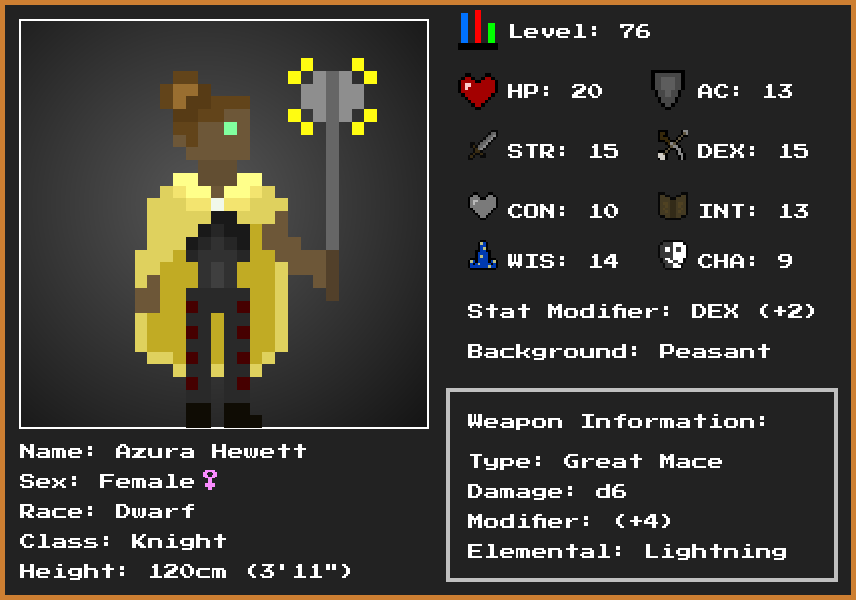 Level: 76
HP: 20
AC: 13
STR: 15
DEX: 15
CON: 10
INT: 13
WIS: 14
CHA: 9
Stat Modifier: DEX (+2)
Background: Peasant
Weapon Information:
Type: Great Mace
Damage: d6
Modifier: (+4)
Elemental: Lightning
Name: Azura Hewett
Sex: Female♀
Race: Dwarf
Class: Knight
Height: 120cm (3'11")